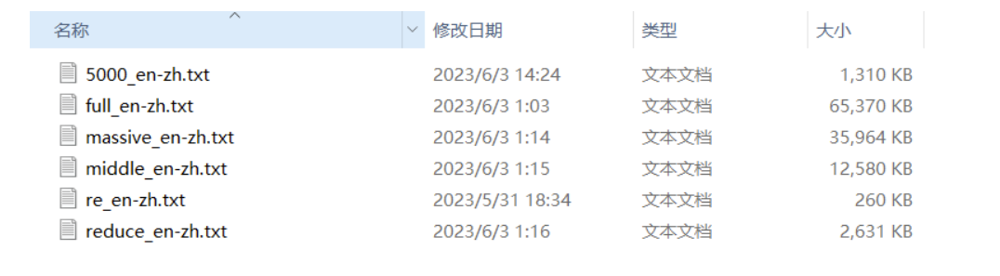 名称 修改日期 类型 大小
5000_en-zh.txt 2023/6/3 14:24 文本文档 1,310 KB
full_en-zh.txt 2023/6/3 1:03 文本文档 65,370 KB
massive_en-zh.txt 2023/6/3 1:14 文本文档 35,964 KB
middle_en-zh.txt 2023/6/3 1:15 文本文档 12,580 KB
re_en-zh.txt 2023/5/31 18:34 文本文档 260 KB
reduce_en-zh.txt 2023/6/3 1:16 文本文档 2,631 KB